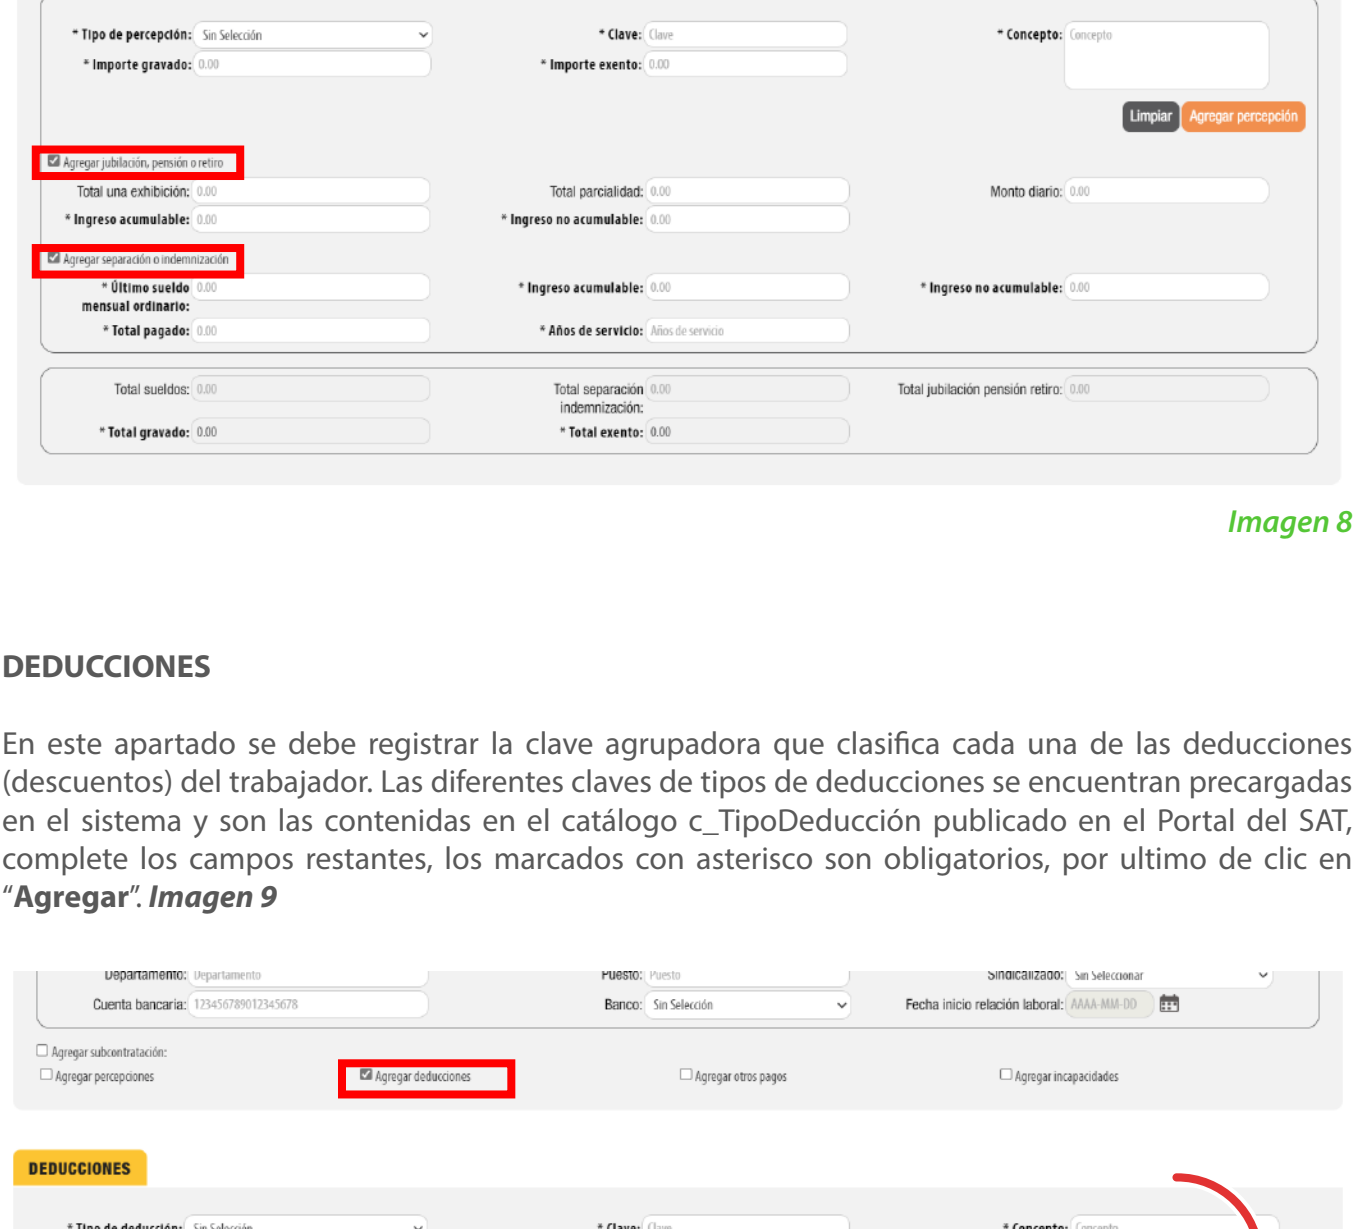 * Tipo de percepción: Sin Selección * Clave: Clave * Concepto: Concepto
* Importe gravado: 0.00 * Importe exento: 0.00
Limpiar Agregar percepción
Agregar jubilación, pensión o retiro
Total una exhibición: 0.00 Total parcialidad: 0.00 Monto diario: 0.00
* Ingreso acumulable: 0.00 * Ingreso no acumulable: 0.00
Agregar separación o indemnización
* Último sueldo mensual ordinario: 0.00 * Ingreso acumulable: 0.00 * Ingreso no acumulable: 0.00
* Total pagado: 0.00 * Años de servicio: Años de servicio
Total sueldos: 0.00 Total separación indemnización: 0.00 Total jubilación pensión retiro: 0.00
* Total gravado: 0.00 * Total exento: 0.00
Imagen 8
DEDUCCIONES
En este apartado se debe registrar la clave agrupadora que clasifica cada una de las deducciones
(descuentos) del trabajador. Las diferentes claves de tipos de deducciones se encuentran precargadas
en el sistema y son las contenidas en el catálogo c_TipoDeducción publicado en el Portal del SAT,
complete los campos restantes, los marcados con asterisco son obligatorios, por ultimo de clic en
“Agregar”. Imagen 9
Departamento: Departamento Puesto: Puesto Sindicalizado: Sin Seleccionar
Cuenta bancaria: 123456789012345678 Banco: Sin Selección Fecha inicio relación laboral: AAAA-MM-DD
Agregar subcontratación:
Agregar percepciones Agregar deducciones Agregar otros pagos Agregar incapacidades
DEDUCCIONES
* Tipo de deducción: Sin Selección * Clave: Clave * Concepto: Concepto